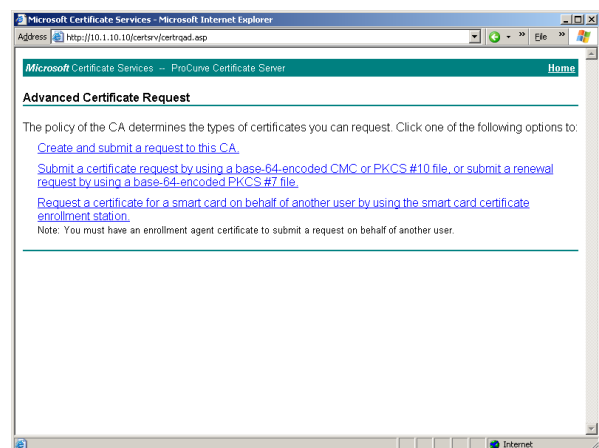 Microsoft Certificate Services - Microsoft Internet Explorer
Address http://10.1.10.10/certsrv/certrqad.asp File
Microsoft Certificate Services -- ProCurve Certificate Server Home
Advanced Certificate Request
The policy of the CA determines the types of certificates you can request. Click one of the following options to:
Create and submit a request to this CA.
Submit a certificate request by using a base-64-encoded CMC or PKCS #10 file, or submit a renewal
request by using a base-64-encoded PKCS #7 file.
Request a certificate for a smart card on behalf of another user by using the smart card certificate
enrollment station.
Note: You must have an enrollment agent certificate to submit a request on behalf of another user.
Internet